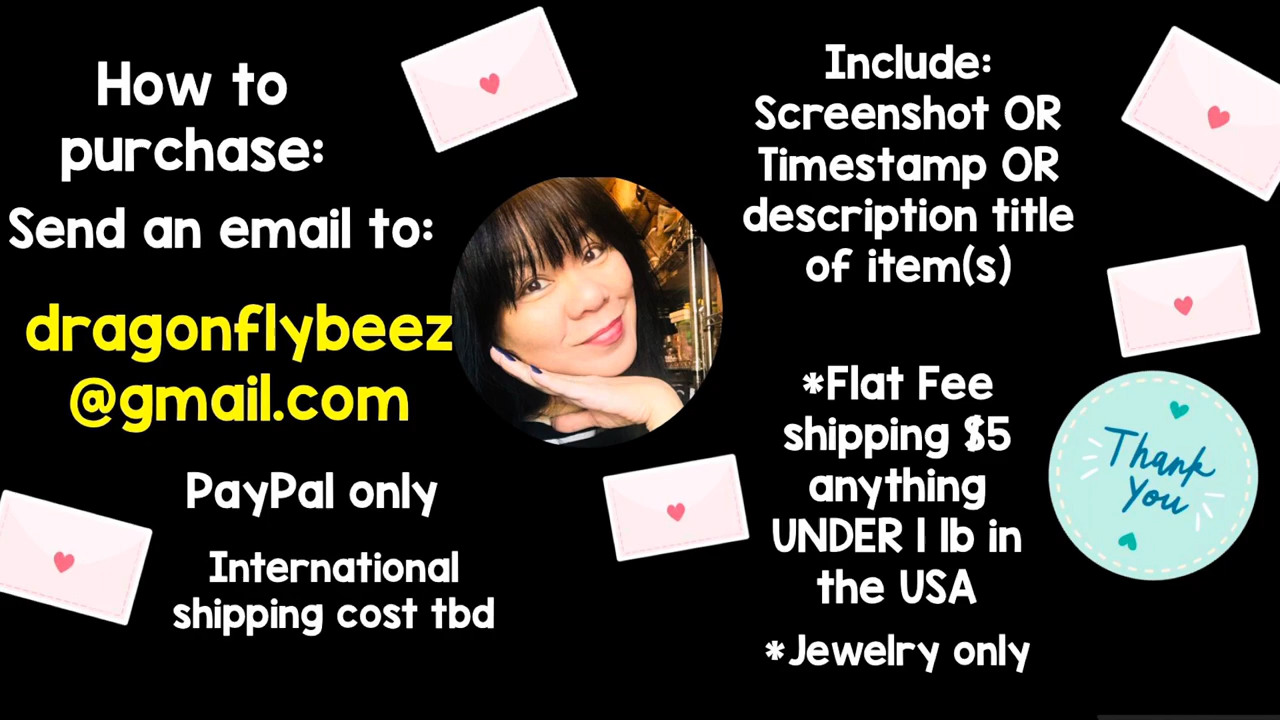 How to
purchase:
Send an email to:
dragonflybeez
@gmail.com
PayPal only
International
shipping cost tbd
Include:
Screenshot OR
Timestamp OR
description title
of item(s)
*Flat Fee
shipping $5
anything
UNDER 1 lb in
the USA
*Jewelry only
Thank
You